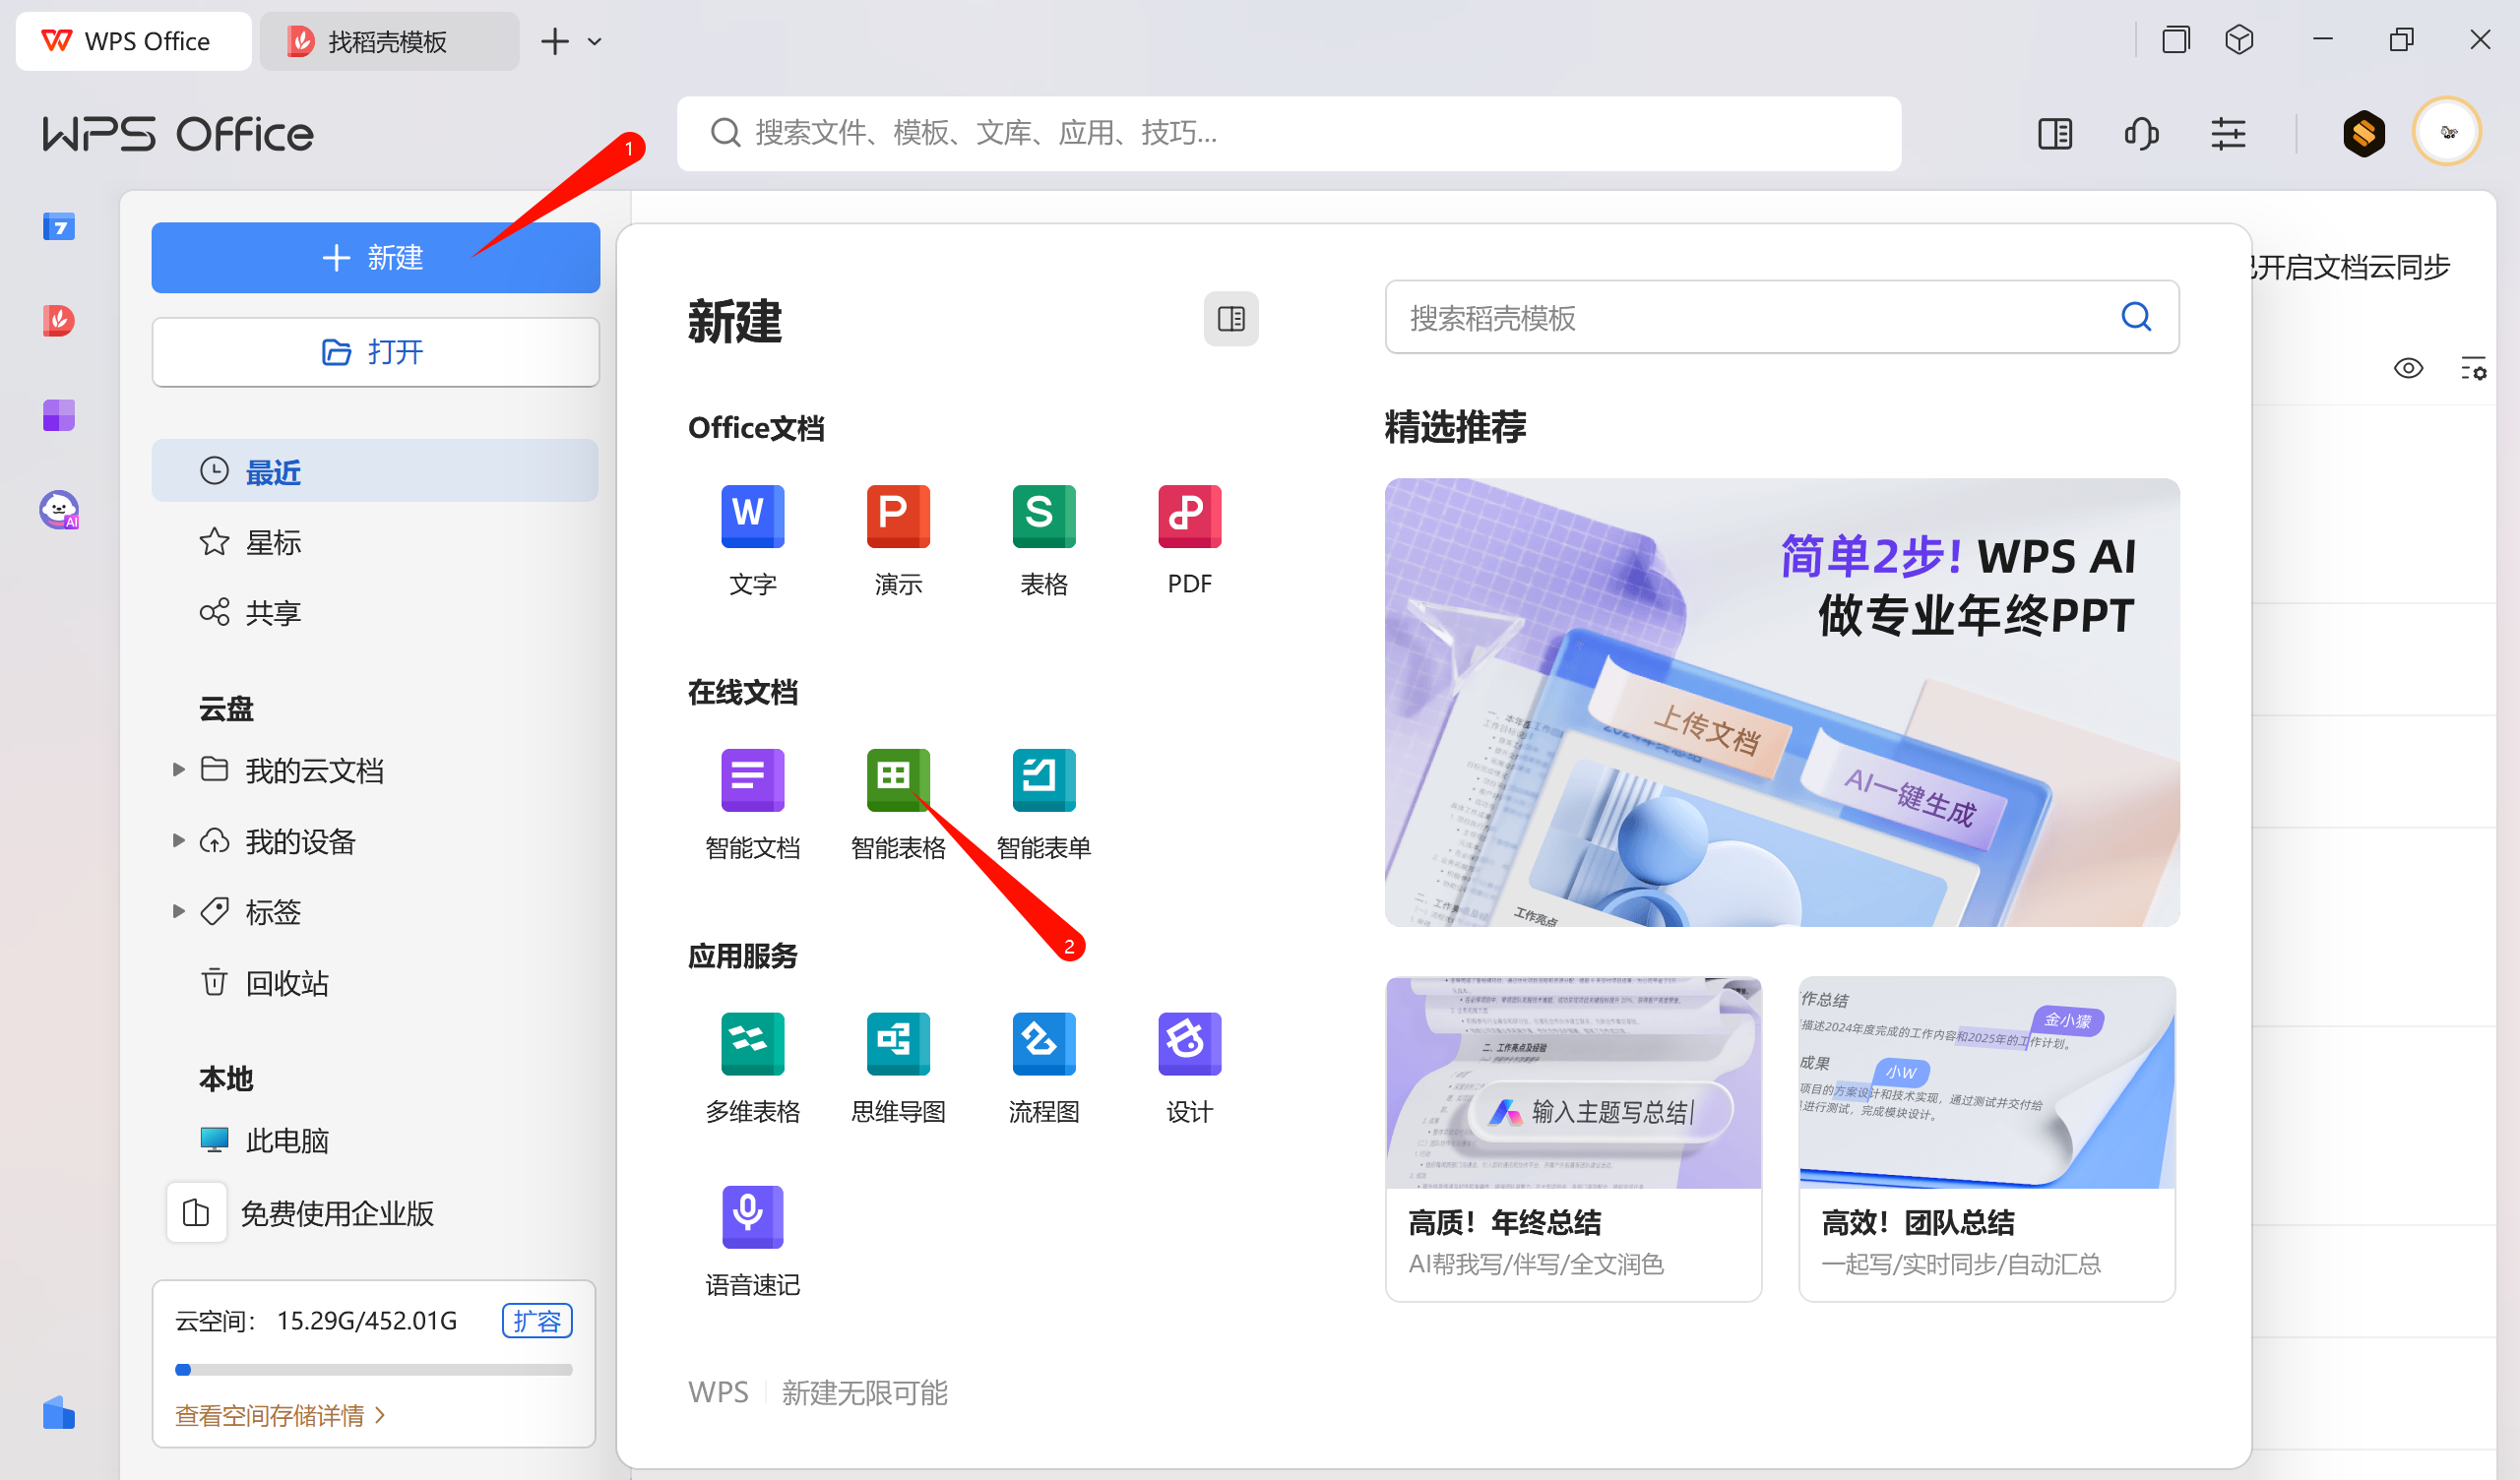 WPS Office
找稻壳模板
WPS Office
搜索文件、模板、文库、应用、技巧...
1
7
AI
新建
打开
最近
星标
共享
云盘
我的云文档
我的设备
标签
回收站
本地
此电脑
免费使用企业版
云空间： 15.29G/452.01G
扩容
查看空间存储详情
新建
Office文档
W
P
S
文字
演示
表格
PDF
在线文档
智能文档
智能表格
智能表单
2
应用服务
多维表格
思维导图
流程图
设计
语音速记
WPS
新建无限可能
开启文档云同步
搜索稻壳模板
精选推荐
简单2步! WPS AI
做专业年终PPT
上传文档
AI一键生成
工作亮点
二、工作亮点及经验
输入主题写总结
高质！年终总结
AI帮我写/伴写/全文润色
作总结
金小獴
描述2024年度完成的工作内容和2025年的工作计划。
成果
小W
项目的方案设计和技术实现，通过测试并交付给
进行测试，完成模块设计。
高效！团队总结
一起写/实时同步/自动汇总